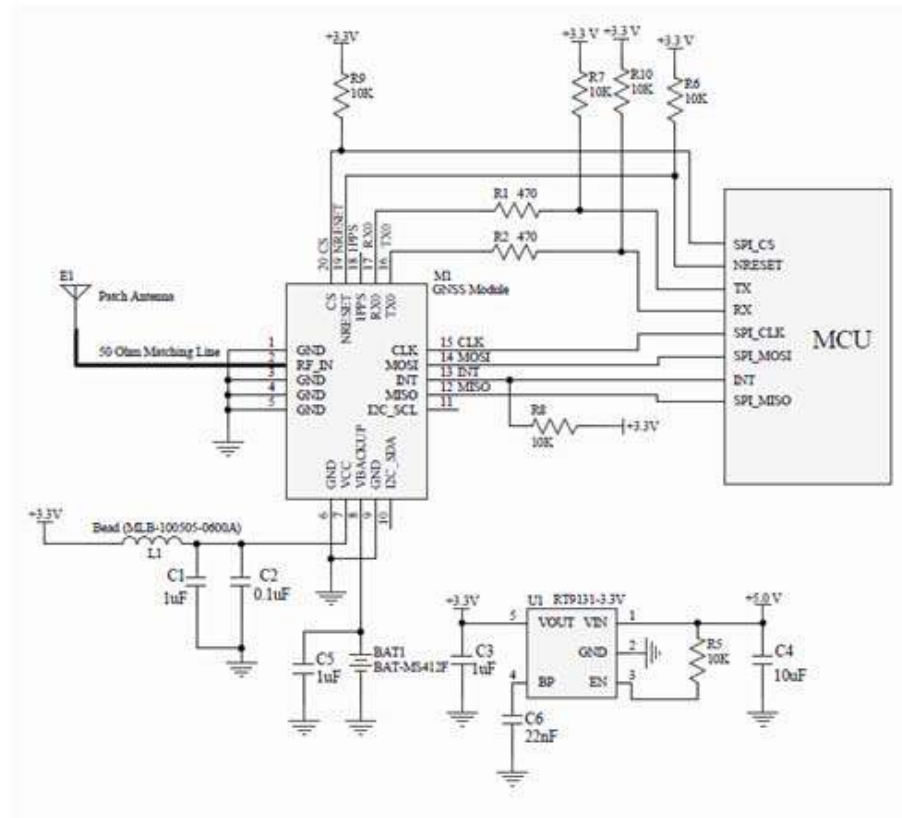 +3.3V
+3.3 V
+3.3 V
+3.3 V
R9
10K
R7
10K
R10
10K
R6
10K
R1 470
R2 470
20 CS
19 NRESET
18 1PPS
17 RX0
16 TX0
M1
GNSS Module
E1
Patch Antenna
50 Ohm Matching Line
CS
NRESET
1PPS
RX0
TX0
1 GND
2 RF_IN
3 GND
4 GND
5 GND
CLK 15 CLK
MOSI 14 MOSI
INT 13 INT
MISO 12 MISO
I2C_SCL 11
GND
VCC
VBACKUP
GND
I2C_SDA
6
7
8
9
10
R8
10K
+3.3V
SPI_CS
NRESET
TX
RX
SPI_CLK
SPI_MOSI
INT
SPI_MISO
MCU
+3.3V
Bead (MLB-100505-0600A)
L1
C1
1uF
C2
0.1uF
C5
1uF
BAT1
BAT-MS412F
+3.3V
U1 RT9131-3.3V
+5.0 V
5 VOUT VIN 1
GND 2
4 BP EN 3
C3
1uF
R5
10K
C4
10uF
C6
22nF